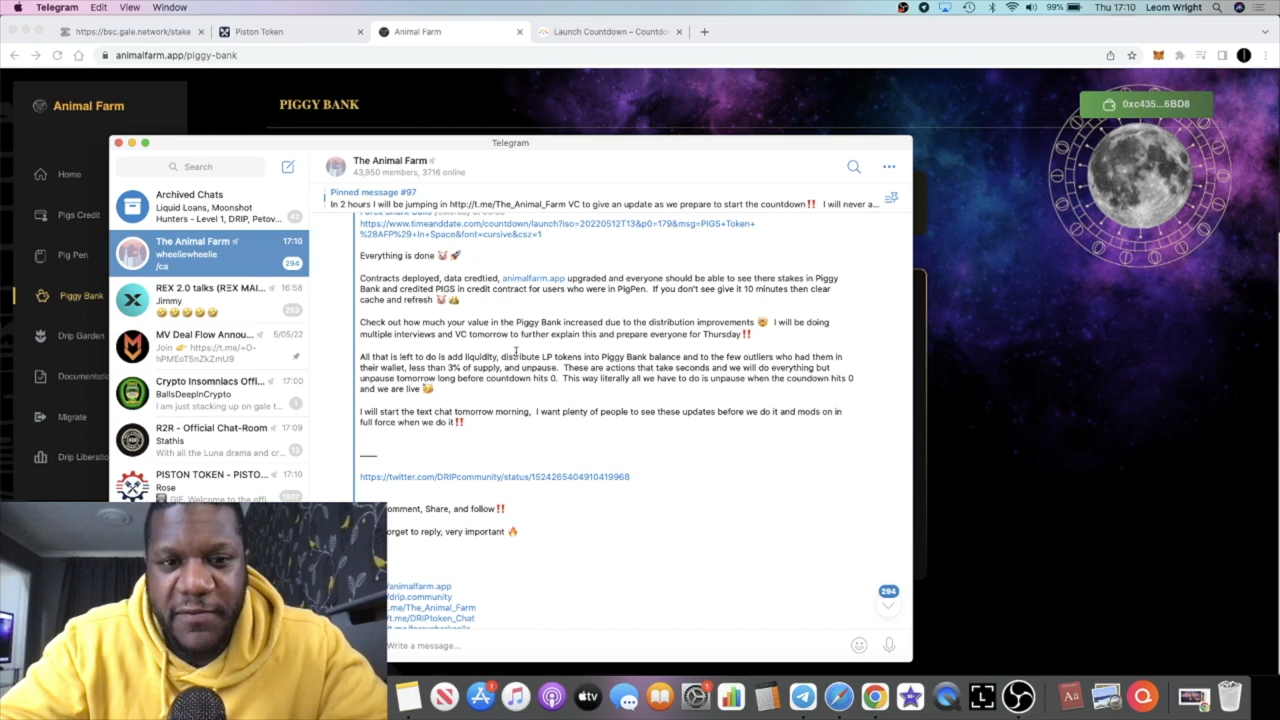 Telegram Edit View Window 99% Thu 17:10 Leom Wright
https://bsc.gale.network/stake Piston Token Animal Farm Launch Countdown – Countdo
animalfarm.app/piggy-bank
Animal Farm
PIGGY BANK
0xc435...6BD8
Home
Pigs Credit
Pig Pen
Piggy Bank
Drip Garden
Documentati
Migrate
Drip Liberatio
Telegram
Search
Archived Chats
Liquid Loans, Moonshot
Hunters - Level 1, DRIP, Petov...
42
The Animal Farm 17:10
wheeliewheelie
/ca
294
REX 2.0 talks (RΞX MAI... 16:58
Jimmy
MV Deal Flow Annou... 5/05/22
Join 👉 https://t.me/+O-
hPMEoT5nZkZmU9
Crypto Insomniacs Offi... 17:00
BallsDeepInCrypto
I am just stacking up on gale t...
1
R2R - Official Chat-Room 17:09
Stathis
With all the Luna drama and cr...
PISTON TOKEN - PISTO... 17:10
Rose
GIF, Welcome to the offi
The Animal Farm
43,950 members, 3716 online
Pinned message #97
In 2 hours I will be jumping in http://t.me/The_Animal_Farm VC to give an update as we prepare to start the countdown‼️ I will never a...
https://www.timeanddate.com/countdown/launch?iso=20220512T13&p0=179&msg=PIGS+Token+
%28AFP%29+In+Space&font=cursive&csz=1
Everything is done 🐷 🚀
Contracts deployed, data credtied, animalfarm.app upgraded and everyone should be able to see there stakes in Piggy
Bank and credited PIGS in credit contract for users who were in PigPen. If you don't see give it 10 minutes then clear
cache and refresh
Check out how much your value in the Piggy Bank increased due to the distribution improvements 🤯 I will be doing
multiple interviews and VC tomorrow to further explain this and prepare everyone for Thursday‼️
All that is left to do is add liquidity, distribute LP tokens into Piggy Bank balance and to the few outliers who had them in
their wallet, less than 3% of supply, and unpause. These are actions that take seconds and we will do everything but
unpause tomorrow long before countdown hits 0. This way literally all we have to do is unpause when the coundown hits 0
and we are live
I will start the text chat tomorrow morning, I want plenty of people to see these updates before we do it and mods on in
full force when we do it‼️
——
https://twitter.com/DRIPcommunity/status/1524265404910419968
omment, Share, and follow‼️
orget to reply, very important 🔥
/animalfarm.app
/drip.community
.me/The_Animal_Farm
/t.me/DRIPtoken_Chat
294
Write a message...